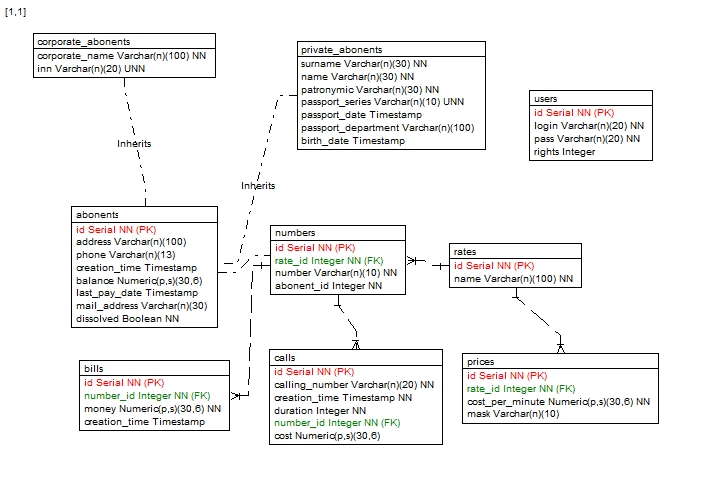 [1,1]
corporate_abonents
corporate_name Varchar(n)(100) NN
inn Varchar(n)(20) UNN
private_abonents
surname Varchar(n)(30) NN
name Varchar(n)(30) NN
patronymic Varchar(n)(30) NN
passport_series Varchar(n)(10) UNN
passport_date Timestamp
passport_department Varchar(n)(100)
birth_date Timestamp
users
id Serial NN (PK)
login Varchar(n)(20) NN
pass Varchar(n)(20) NN
rights Integer
Inherits
Inherits
abonents
id Serial NN (PK)
address Varchar(n)(100)
phone Varchar(n)(13)
creation_time Timestamp
balance Numeric(p,s)(30,6)
last_pay_date Timestamp
mail_address Varchar(n)(30)
dissolved Boolean NN
numbers
id Serial NN (PK)
rate_id Integer NN (FK)
number Varchar(n)(10) NN
abonent_id Integer NN
rates
id Serial NN (PK)
name Varchar(n)(100) NN
bills
id Serial NN (PK)
number_id Integer NN (FK)
money Numeric(p,s)(30,6) NN
creation_time Timestamp
calls
id Serial NN (PK)
calling_number Varchar(n)(20) NN
creation_time Timestamp NN
duration Integer NN
number_id Integer NN (FK)
cost Numeric(p,s)(30,6)
prices
id Serial NN (PK)
rate_id Integer NN (FK)
cost_per_minute Numeric(p,s)(30,6) NN
mask Varchar(n)(10)